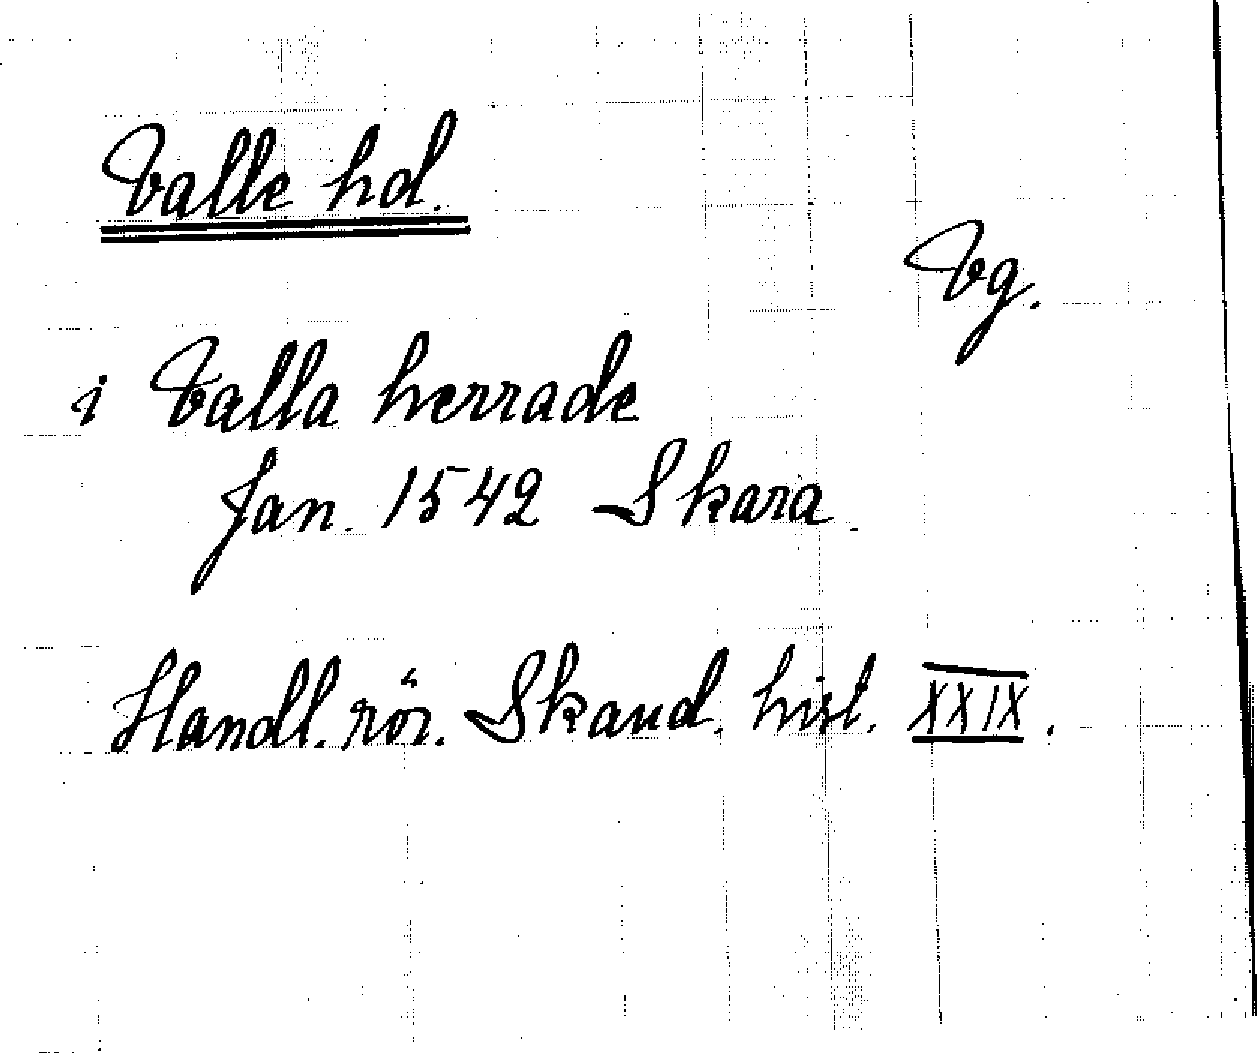 Valle hd.
Vg.
i Valla herrade
Jan. 1542 Skara.
Handl. rör. Skand. hist. XXIX.